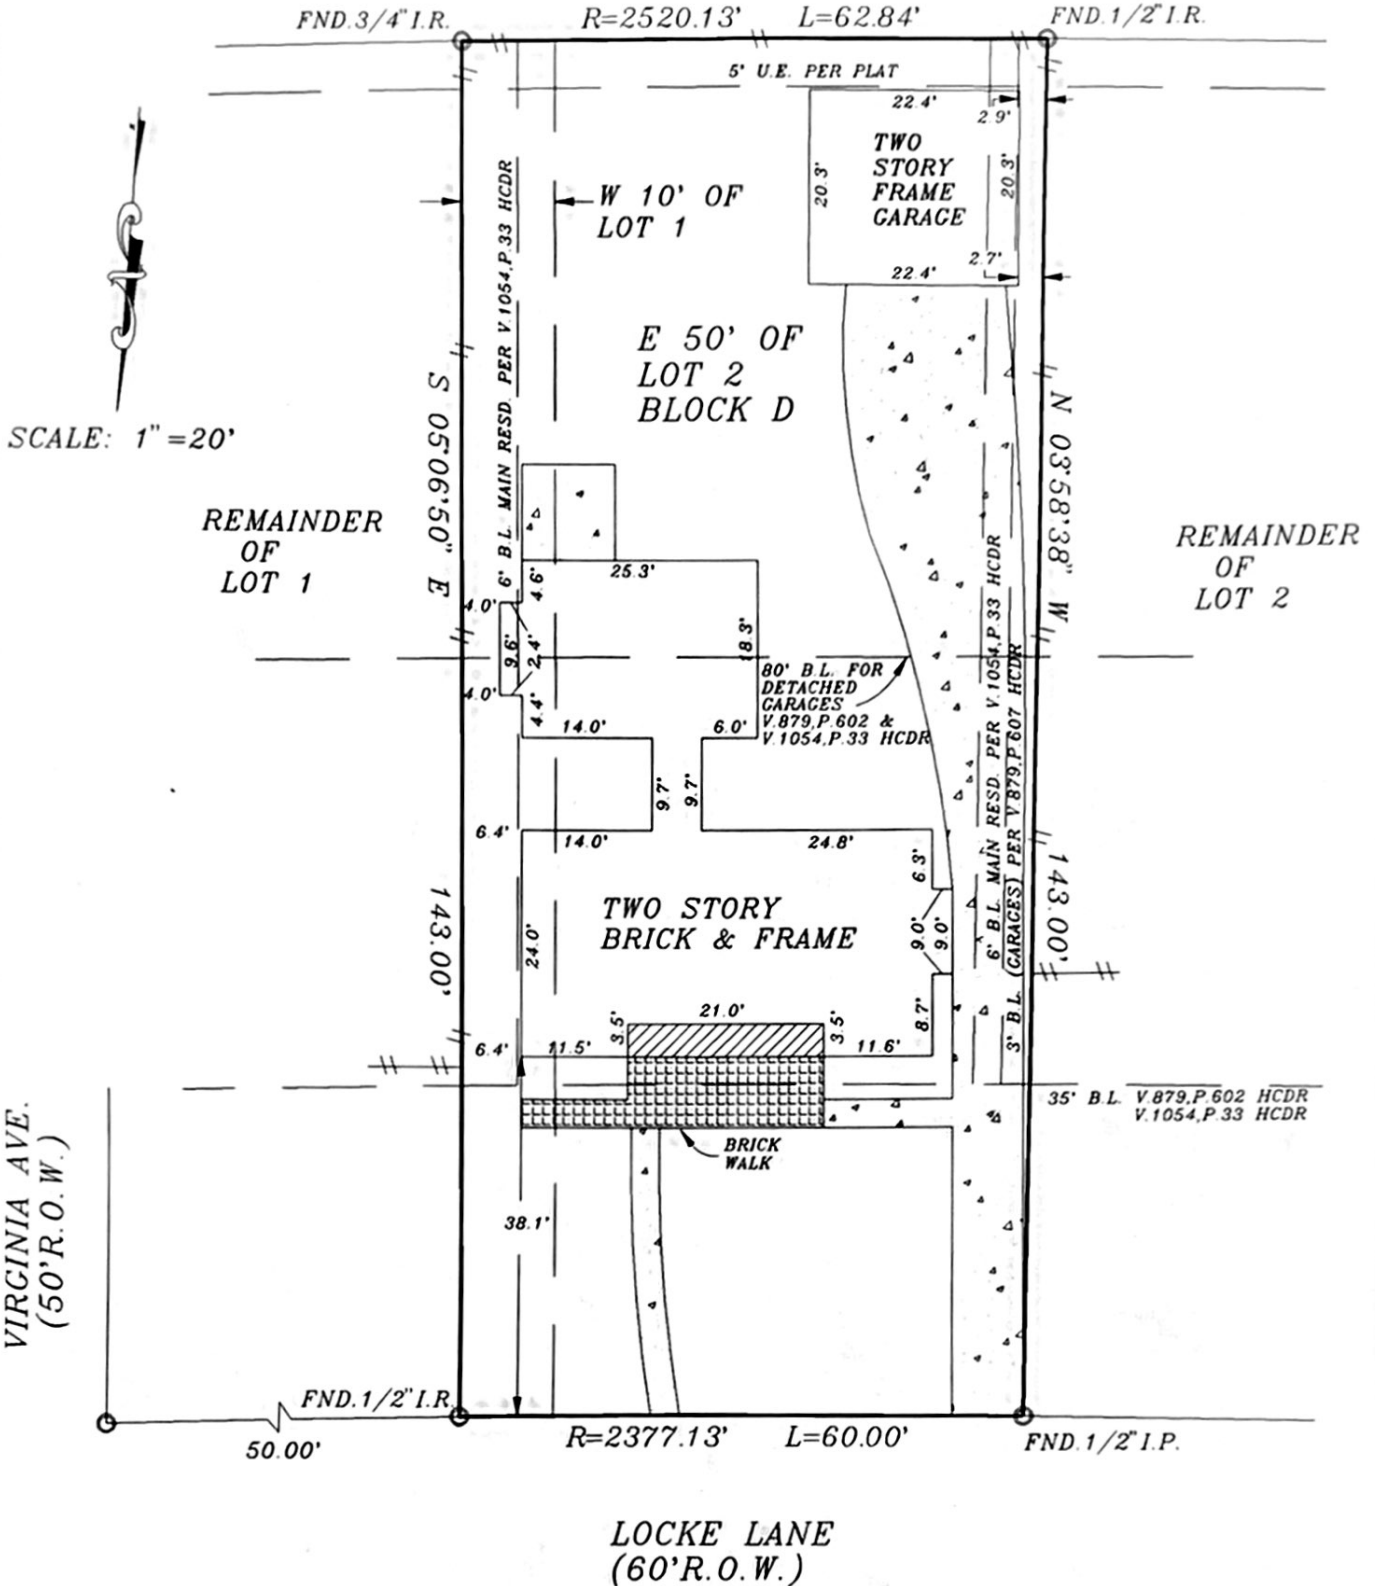 FND.3/4" I.R.
R=2520.13'
L=62.84'
FND.1/2" I.R.
5' U.E. PER PLAT
22.4'
2.9'
TWO
STORY
FRAME
GARAGE
20.3'
20.3'
2.7'
22.4'
W 10' OF
LOT 1
6' B.L. MAIN RESD. PER V.1054,P.33 HCDR
E 50' OF
LOT 2
BLOCK D
SCALE: 1"=20'
S 05°06'50" E
143.00'
N 03°58'38" W
143.00'
REMAINDER
OF
LOT 1
REMAINDER
OF
LOT 2
25.3'
4.6'
4.0'
9.6'
2.4'
4.0'
4.4'
18.3'
14.0'
6.0'
80' B.L. FOR
DETACHED
GARAGES
V.879,P.602 &
V.1054,P.33 HCDR
6' B.L. MAIN RESD. PER V.1054,P.33 HCDR
3' B.L. (GARAGES) PER V.879,P.607 HCDR
9.7'
9.7'
6.4'
14.0'
24.8'
6.3'
TWO STORY
BRICK & FRAME
24.0'
9.0'
9.0'
21.0'
3.5'
3.5'
8.7'
6.4'
11.5'
11.6'
35' B.L. V.879,P.602 HCDR
V.1054,P.33 HCDR
BRICK
WALK
38.1'
VIRGINIA AVE.
(50'R.O.W.)
FND.1/2" I.R.
50.00'
R=2377.13'
L=60.00'
FND.1/2" I.P.
LOCKE LANE
(60'R.O.W.)